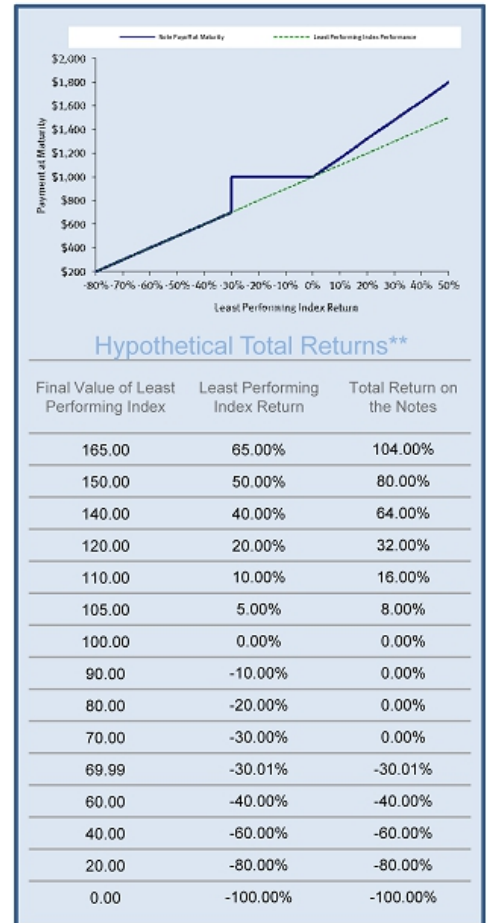 Note Payoff at Maturity
Least Performing Index Performance
$2,000
$1,800
$1,600
$1,400
$1,200
$1,000
$800
$600
$400
$200
Payment at Maturity
-80% -70% -60% -50% -40% -30% -20% -10% 0% 10% 20% 30% 40% 50%
Least Performing Index Return
Hypothetical Total Returns**
Final Value of Least Performing Index
Least Performing Index Return
Total Return on the Notes
165.00 65.00% 104.00%
150.00 50.00% 80.00%
140.00 40.00% 64.00%
120.00 20.00% 32.00%
110.00 10.00% 16.00%
105.00 5.00% 8.00%
100.00 0.00% 0.00%
90.00 -10.00% 0.00%
80.00 -20.00% 0.00%
70.00 -30.00% 0.00%
69.99 -30.01% -30.01%
60.00 -40.00% -40.00%
40.00 -60.00% -60.00%
20.00 -80.00% -80.00%
0.00 -100.00% -100.00%